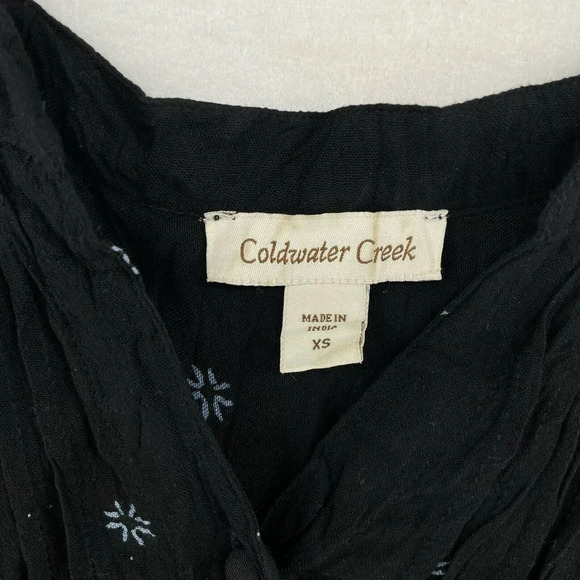 Coldwater Creek
MADE IN
INDIA
XS